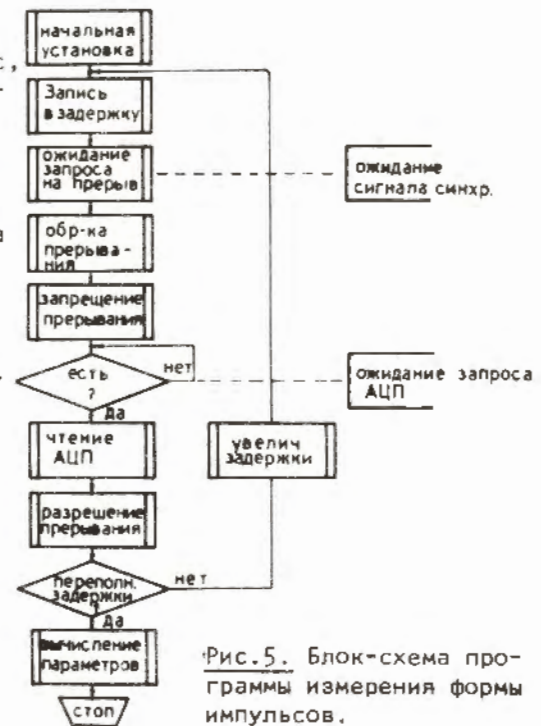 начальная
установка
с,
Запись
в задержку
ожидание
запроса
на прерыв
ожидание
сигнала синхр.
а
обр-ка
прерыва-
ния
запрещение
прерывания
есть
?
нет
ожидание запроса
АЦП
Да
чтение
АЦП
увелич
задержки
разрешение
прерывания
переполн.
задержки
нет
Да
вычисление
параметров
стоп
Рис.5. Блок-схема про-
граммы измерения формы
импульсов.